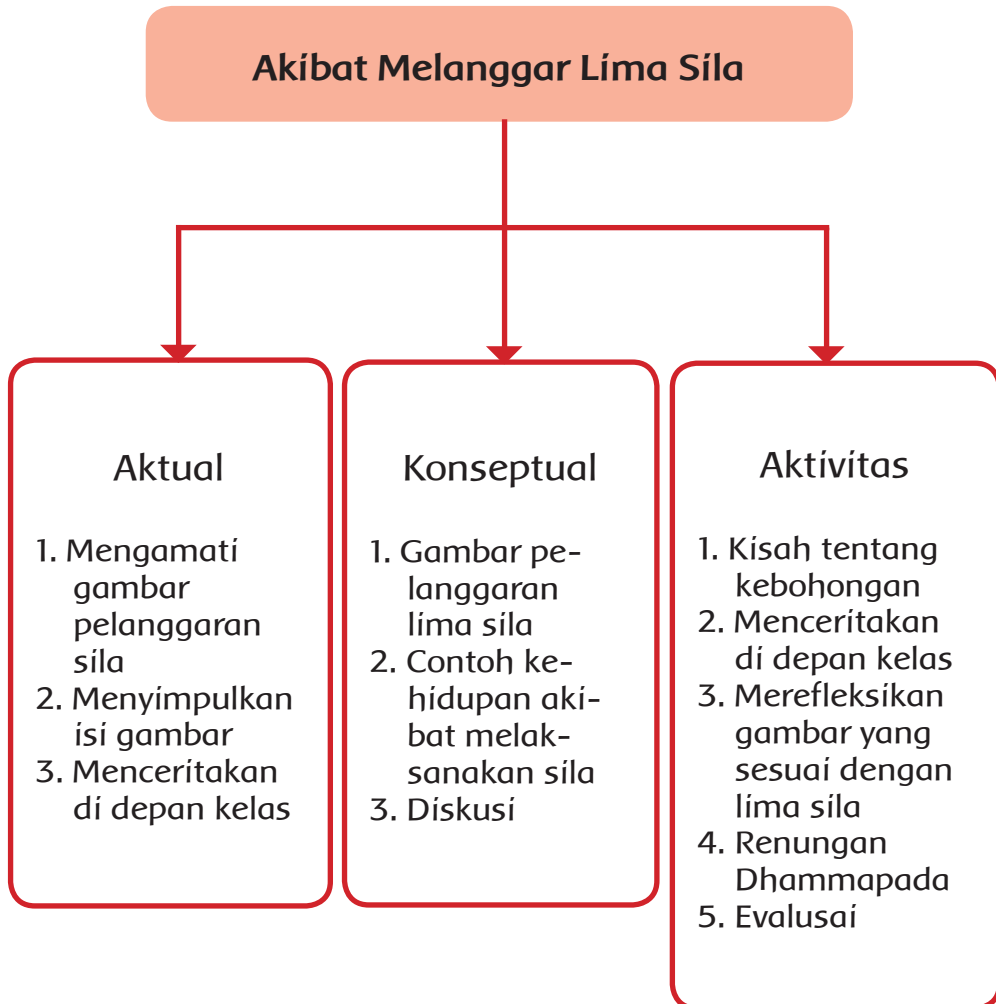 Akibat Melanggar Lima Sila
Aktual
1. Mengamati
gambar
pelanggaran
sila
2. Menyimpulkan
isi gambar
3. Menceritakan
di depan kelas
Konseptual
1. Gambar pe-
langgaran
lima sila
2. Contoh ke-
hidupan aki-
bat melak-
sanakan sila
3. Diskusi
Aktivitas
1. Kisah tentang
kebohongan
2. Menceritakan
di depan kelas
3. Merefleksikan
gambar yang
sesuai dengan
lima sila
4. Renungan
Dhammapada
5. Evalusai